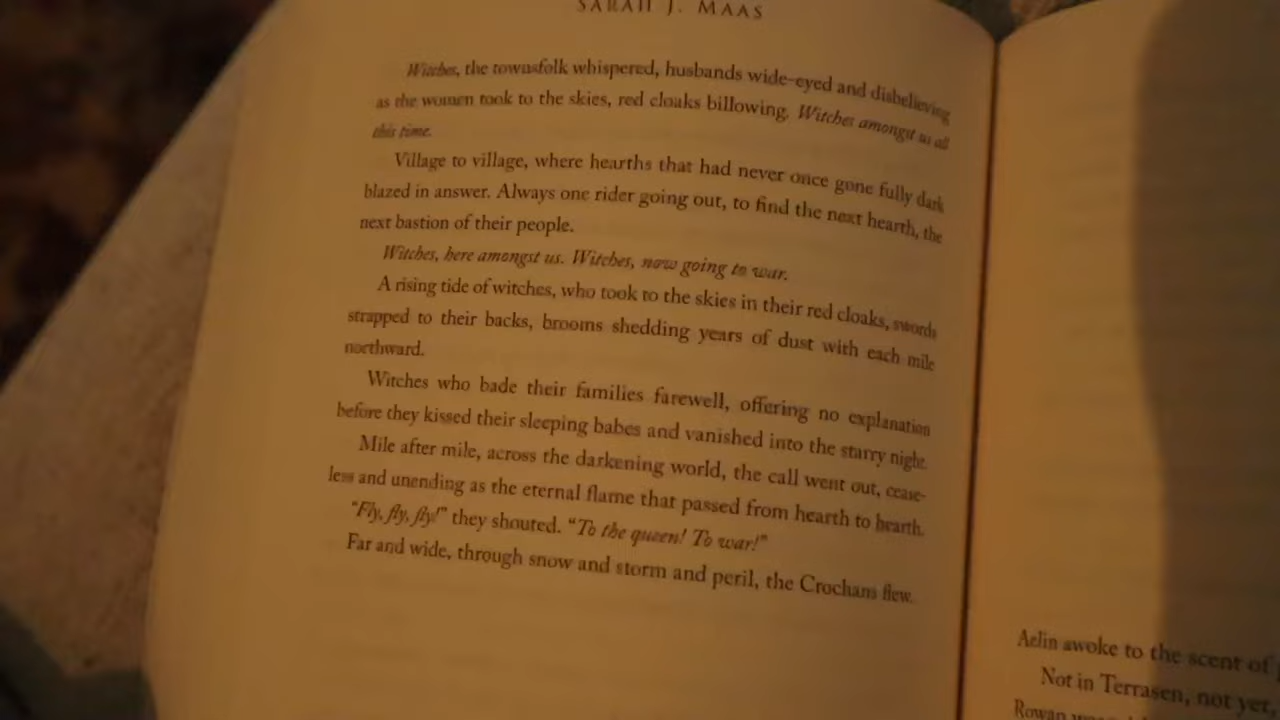 SARAH J. MAAS
Witches, the townsfolk whispered, husbands wide-eyed and disbelieving
as the women took to the skies, red cloaks billowing. Witches amongst us all
this time.
Village to village, where hearths that had never once gone fully dark
blazed in answer. Always one rider going out, to find the next hearth, the
next bastion of their people.
Witches, here amongst us. Witches, now going to war.
A rising tide of witches, who took to the skies in their red cloaks, swords
strapped to their backs, brooms shedding years of dust with each mile
northward.
Witches who bade their families farewell, offering no explanation
before they kissed their sleeping babes and vanished into the starry night.
Mile after mile, across the darkening world, the call went out, cease-
less and unending as the eternal flame that passed from hearth to hearth.
“Fly, fly, fly!” they shouted. “To the queen! To war!”
Far and wide, through snow and storm and peril, the Crochans flew.
Aelin awoke to the scent of
Not in Terrasen, not yet,
Rowan